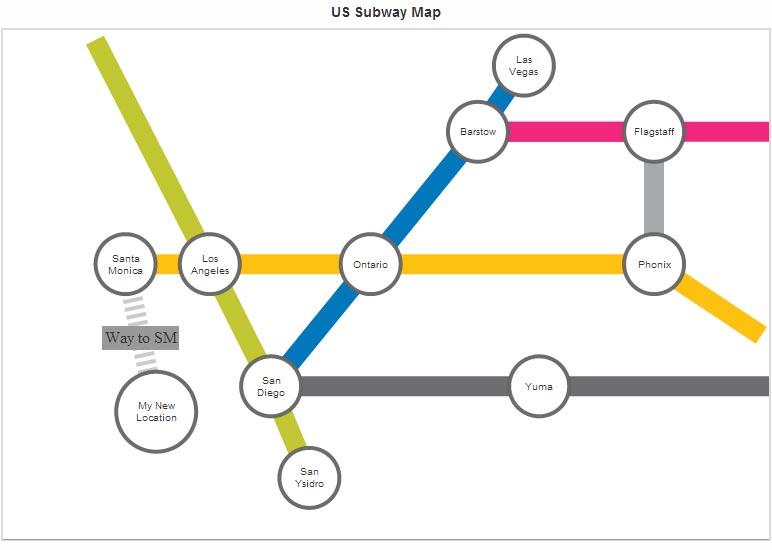 US Subway Map
Las
Vegas
Barstow
Flagstaff
Santa
Monica
Los
Angeles
Ontario
Phonix
Way to SM
San
Diego
Yuma
My New
Location
San
Ysidro